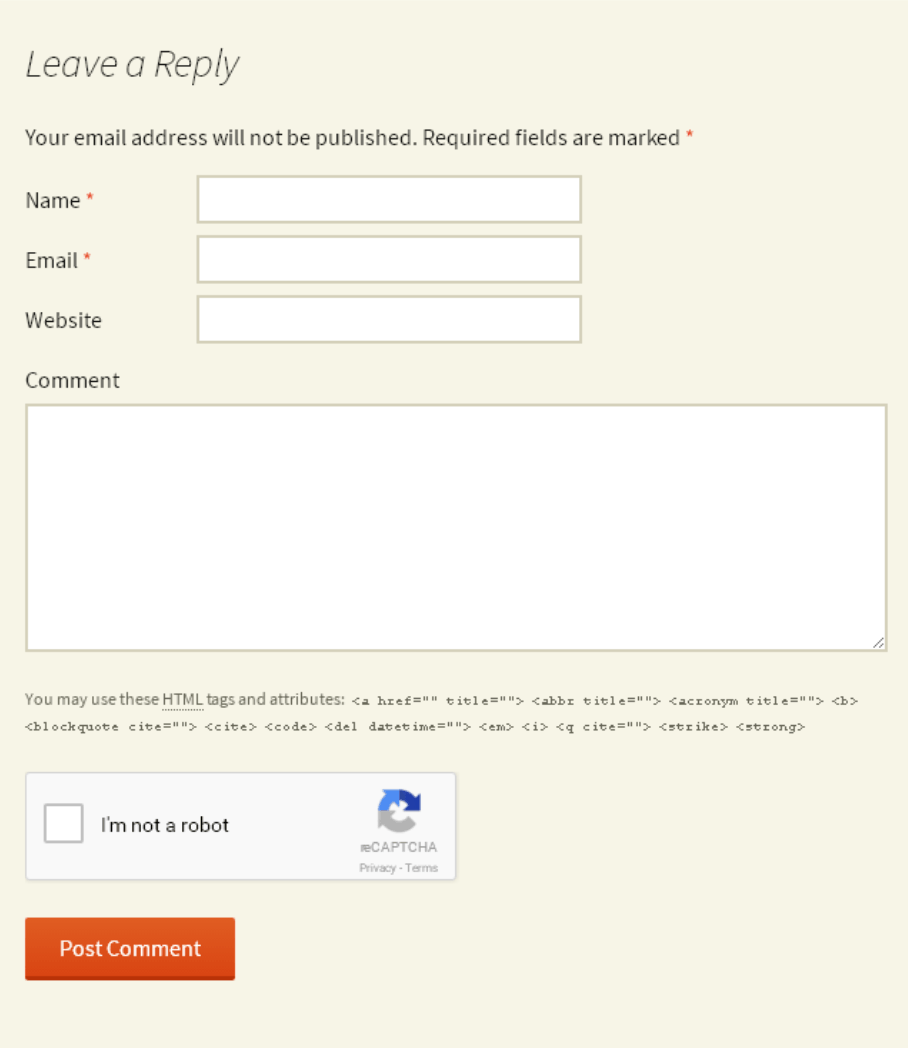 Leave a Reply
Your email address will not be published. Required fields are marked *
Name *
Email *
Website
Comment
You may use these HTML tags and attributes: <a href="" title=""> <abbr title=""> <acronym title=""> <b>
<blockquote cite=""> <cite> <code> <del datetime=""> <em> <i> <q cite=""> <strike> <strong>
I'm not a robot
reCAPTCHA
Privacy - Terms
Post Comment